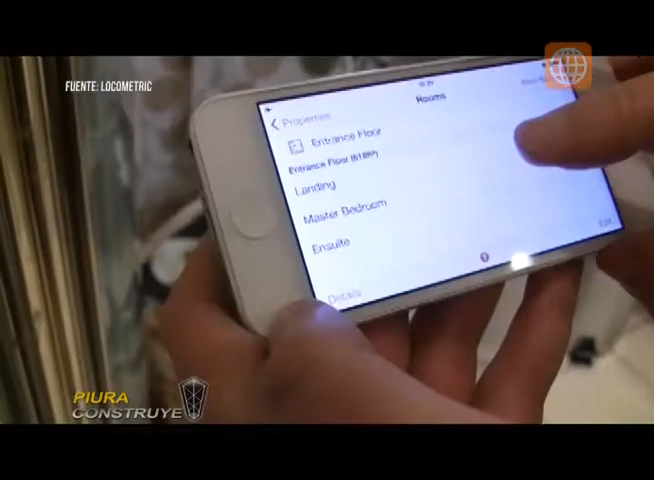 FUENTE: LOCOMETRIC
Rooms
Properties
Entrance Floor
Entrance Floor
Landing
Master Bedroom
Ensuite
Edit
Details
PIURA
CONSTRUYE